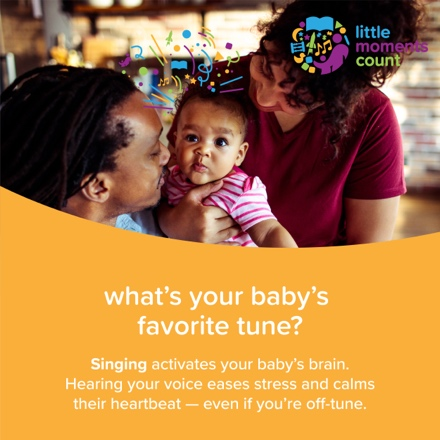 little
moments
count
what's your baby's
favorite tune?
Singing activates your baby's brain.
Hearing your voice eases stress and calms
their heartbeat — even if you're off-tune.